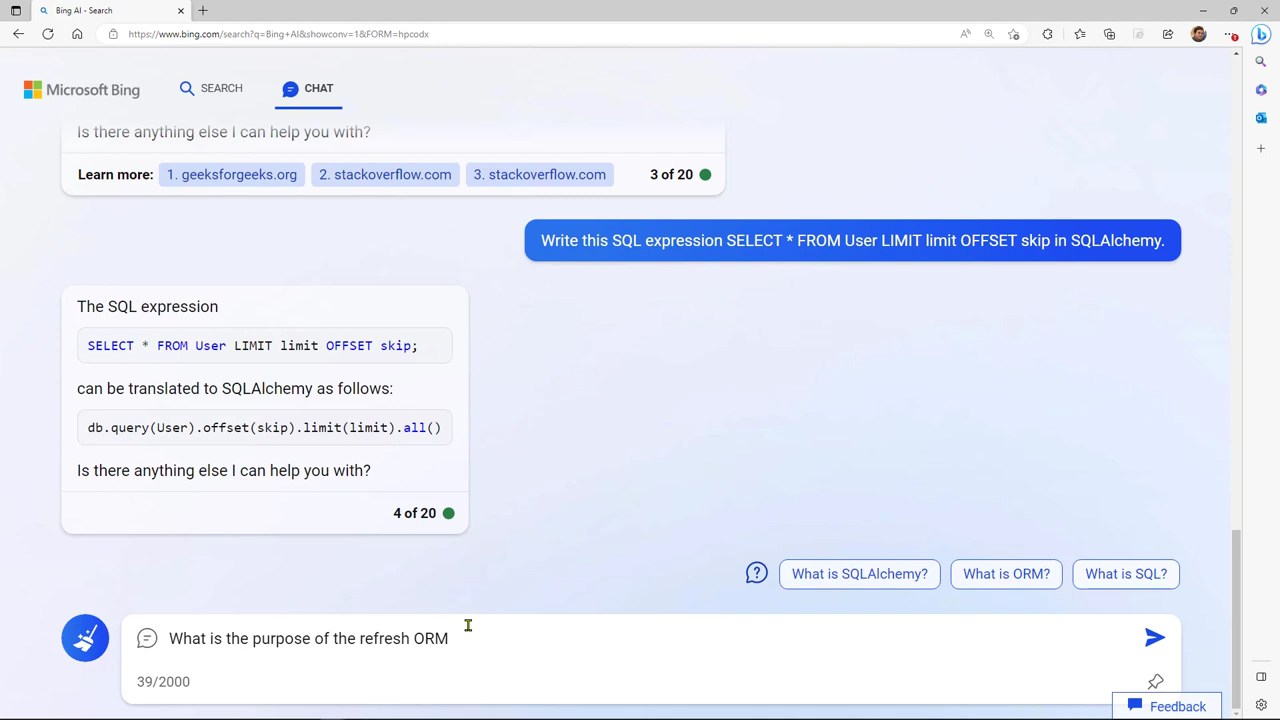 Bing AI - Search
https://www.bing.com/search?q=Bing+AI&showconv=1&FORM=hpcodx
Microsoft Bing
SEARCH
CHAT
Is there anything else I can help you with?
Learn more: 1. geeksforgeeks.org 2. stackoverflow.com 3. stackoverflow.com 3 of 20
Write this SQL expression SELECT * FROM User LIMIT limit OFFSET skip in SQLAlchemy.
The SQL expression
SELECT * FROM User LIMIT limit OFFSET skip;
can be translated to SQLAlchemy as follows:
db.query(User).offset(skip).limit(limit).all()
Is there anything else I can help you with?
4 of 20
What is SQLAlchemy? What is ORM? What is SQL?
What is the purpose of the refresh ORM
39/2000
Feedback